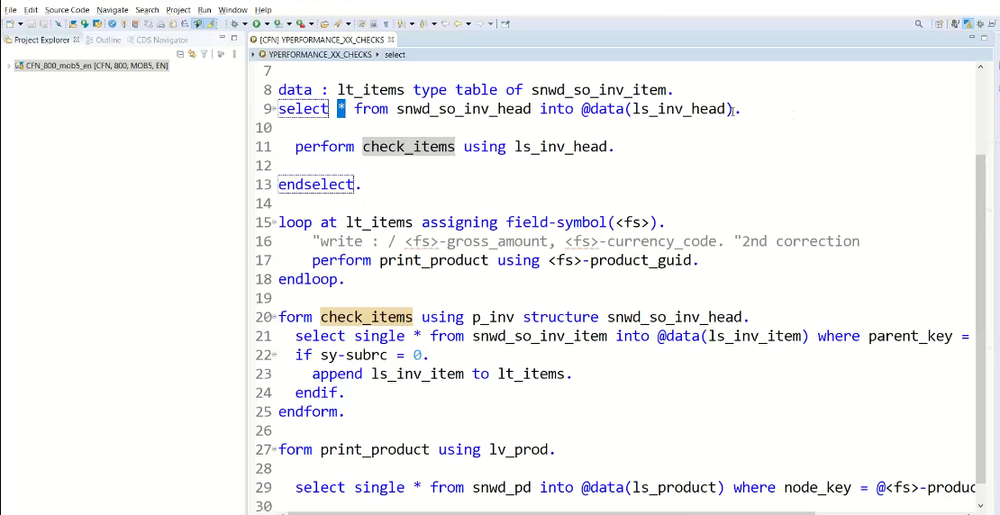 File Edit Source Code Navigate Search Project Run Window Help
Project Explorer Outline CDS Navigator
[CFN] YPERFORMANCE_XX_CHECKS
CFN_800_mob5_en [CFN, 800, MOB5, EN]
YPERFORMANCE_XX_CHECKS select
7
8 data : lt_items type table of snwd_so_inv_item.
9 select * from snwd_so_inv_head into @data(ls_inv_head).
10
11 perform check_items using ls_inv_head.
12
13 endselect.
14
15 loop at lt_items assigning field-symbol(<fs>).
16 "write : / <fs>-gross_amount, <fs>-currency_code. "2nd correction
17 perform print_product using <fs>-product_guid.
18 endloop.
19
20 form check_items using p_inv structure snwd_so_inv_head.
21 select single * from snwd_so_inv_item into @data(ls_inv_item) where parent_key =
22 if sy-subrc = 0.
23 append ls_inv_item to lt_items.
24 endif.
25 endform.
26
27 form print_product using lv_prod.
28
29 select single * from snwd_pd into @data(ls_product) where node_key = @<fs>-produc
30